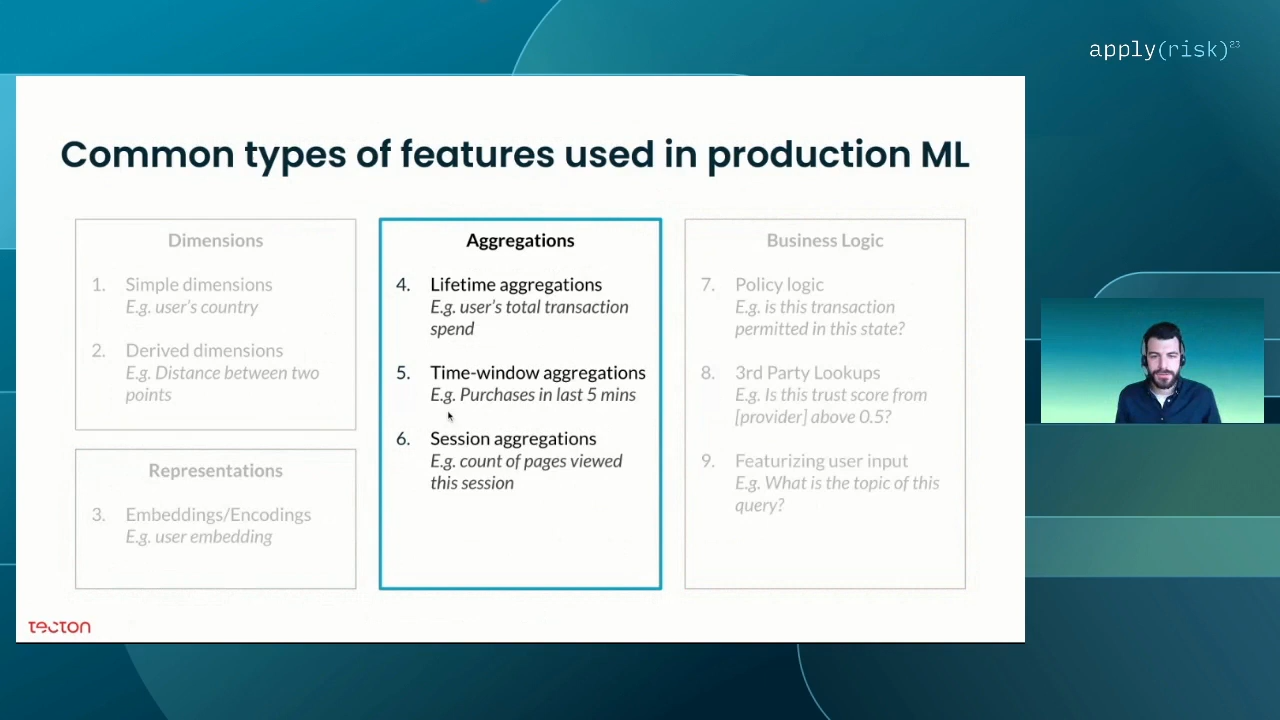 apply(risk)23
Common types of features used in production ML
Dimensions
1. Simple dimensions
E.g. user's country
2. Derived dimensions
E.g. Distance between two
points
Representations
3. Embeddings/Encodings
E.g. user embedding
Aggregations
4. Lifetime aggregations
E.g. user's total transaction
spend
5. Time-window aggregations
E.g. Purchases in last 5 mins
6. Session aggregations
E.g. count of pages viewed
this session
Business Logic
7. Policy logic
E.g. is this transaction
permitted in this state?
8. 3rd Party Lookups
E.g. Is this trust score from
[provider] above 0.5?
9. Featurizing user input
E.g. What is the topic of this
query?
tecton